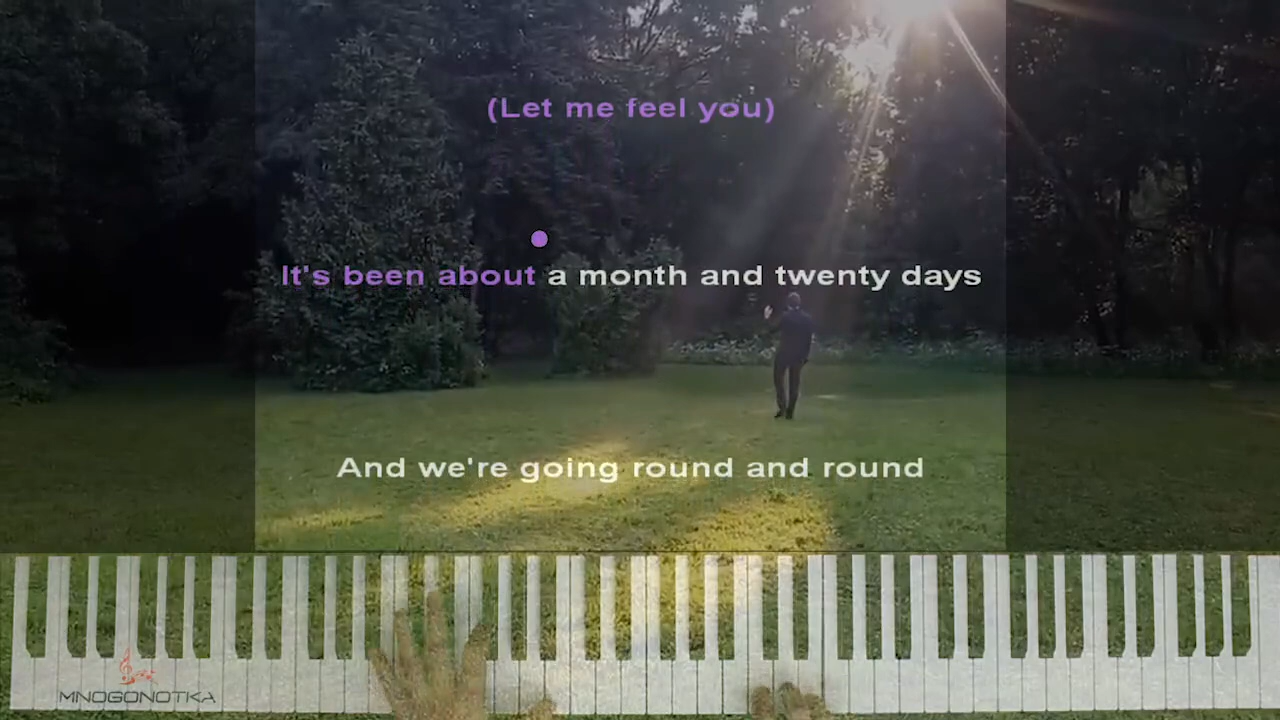 (Let me feel you)
It's been about a month and twenty days
And we're going round and round
MNOGONOTKA